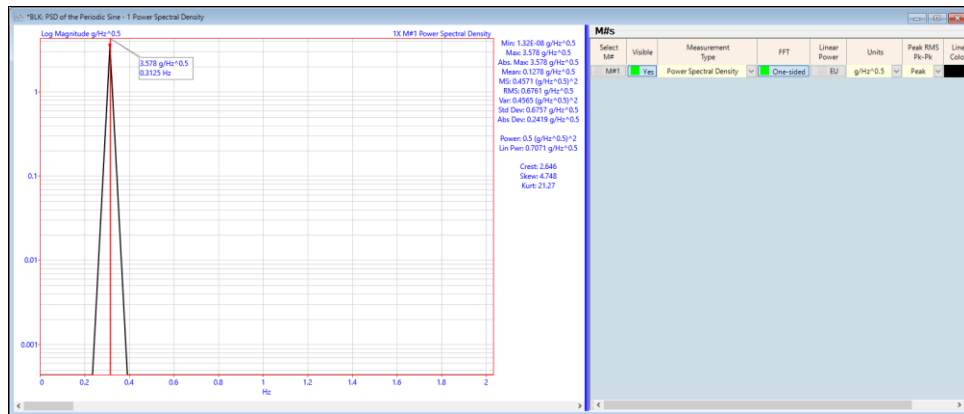 *BLK: PSD of the Periodic Sine - 1 Power Spectral Density
Log Magnitude g/Hz^0.5
1X M#1 Power Spectral Density
3.578 g/Hz^0.5
0.3125 Hz
1
0.1
0.01
0.001
0
0.2
0.4
0.6
0.8
1
1.2
1.4
1.6
1.8
2
Hz
Min: 1.32E-08 g/Hz^0.5
Max: 3.578 g/Hz^0.5
Abs. Max: 3.578 g/Hz^0.5
Mean: 0.1278 g/Hz^0.5
MS: 0.4571 (g/Hz^0.5)^2
RMS: 0.6761 g/Hz^0.5
Var: 0.4565 (g/Hz^0.5)^2
Std Dev: 0.6757 g/Hz^0.5
Abs Dev: 0.2419 g/Hz^0.5
Power: 0.5 (g/Hz^0.5)^2
Lin Pwr: 0.7071 g/Hz^0.5
Crest: 2.646
Skew: 4.748
Kurt: 21.27
M#s
Select M#
Visible
Measurement Type
FFT
Linear Power
Units
Peak RMS Pk-Pk
Line Colo
M#1
Yes
Power Spectral Density
One-sided
EU
g/Hz^0.5
Peak